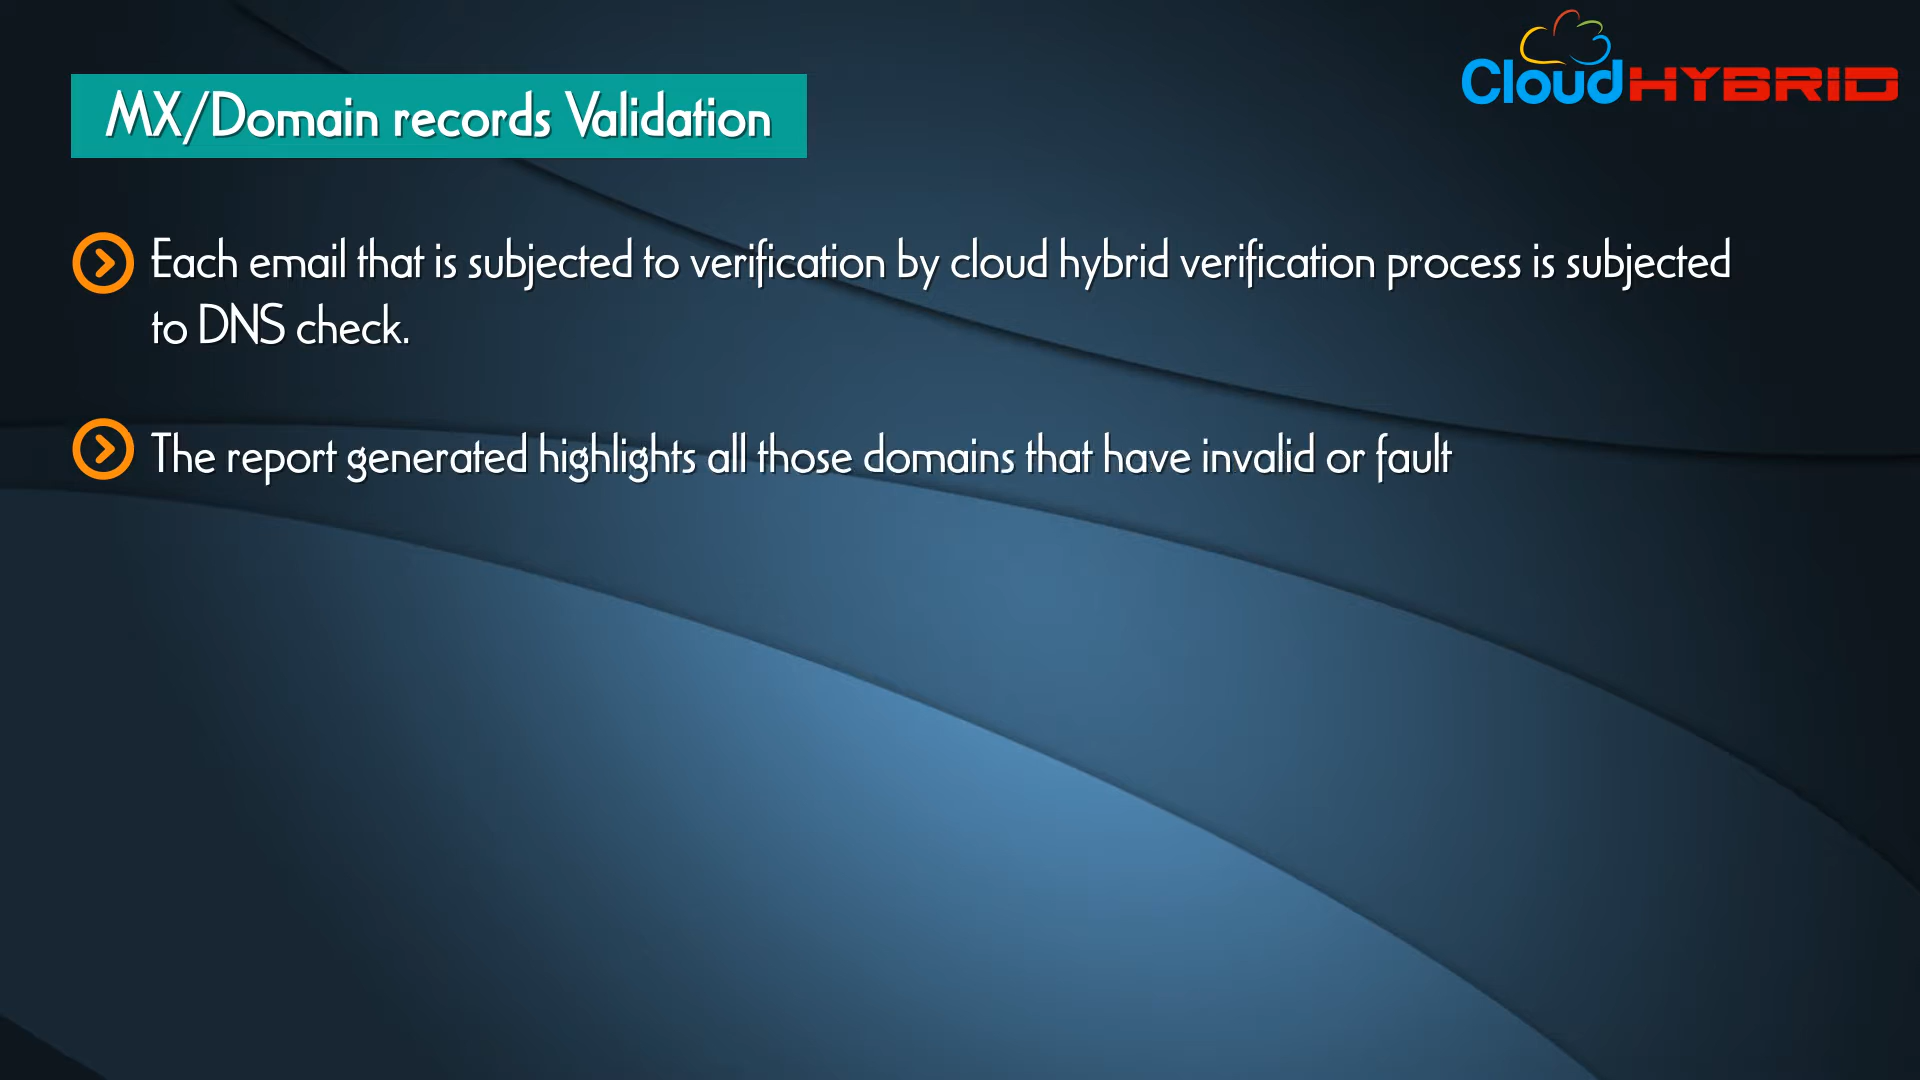 CloudHYBRID
MX/Domain records Validation
Each email that is subjected to verification by cloud hybrid verification process is subjected
to DNS check.
The report generated highlights all those domains that have invalid or fault